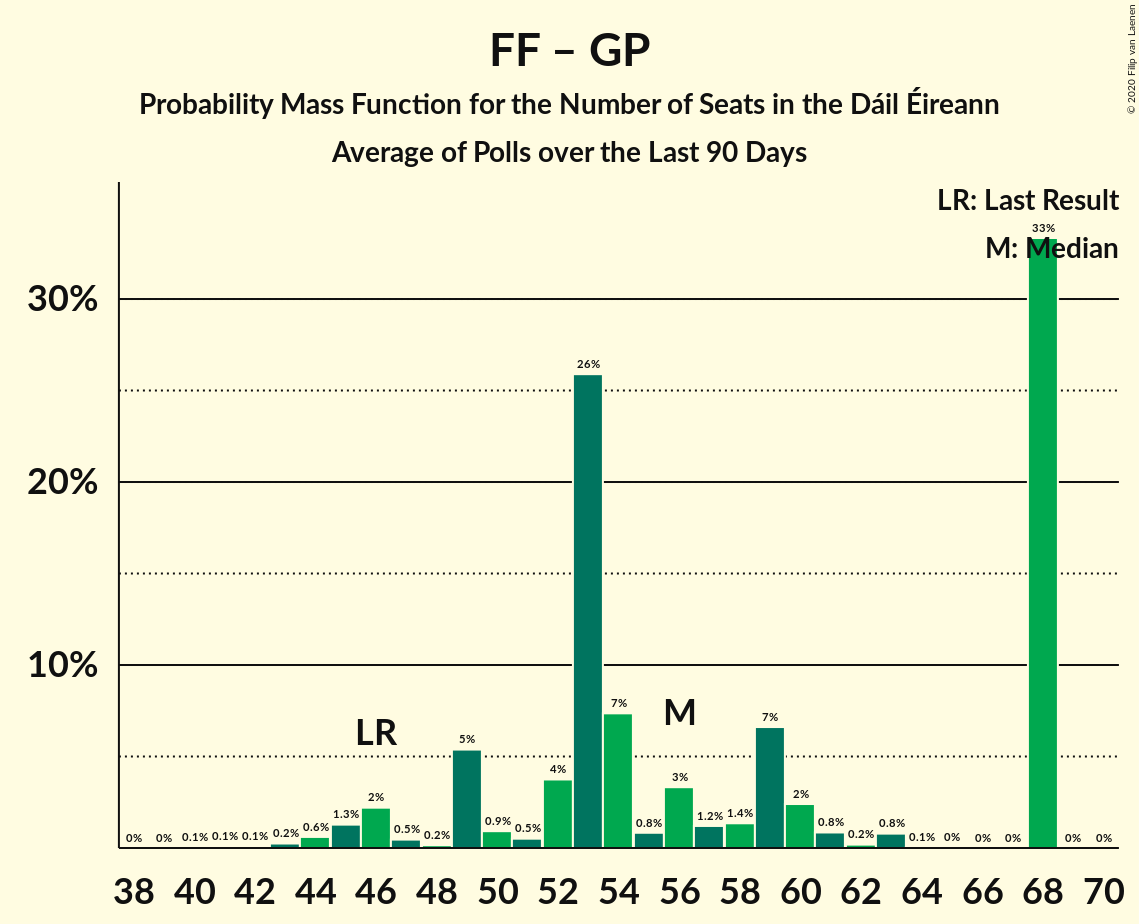 FF – GP
Probability Mass Function for the Number of Seats in the Dáil Éireann
Average of Polls over the Last 90 Days
© 2020 Filip van Laenen
LR: Last Result
M: Median
30%
20%
10%
LR
M
0% 0% 0.1% 0.1% 0.1% 0.2% 0.6% 1.3% 2% 0.5% 0.2% 5% 0.9% 0.5% 4% 26% 7% 0.8% 3% 1.2% 1.4% 7% 2% 0.8% 0.2% 0.8% 0.1% 0% 0% 0% 33% 0% 0%
38 40 42 44 46 48 50 52 54 56 58 60 62 64 66 68 70